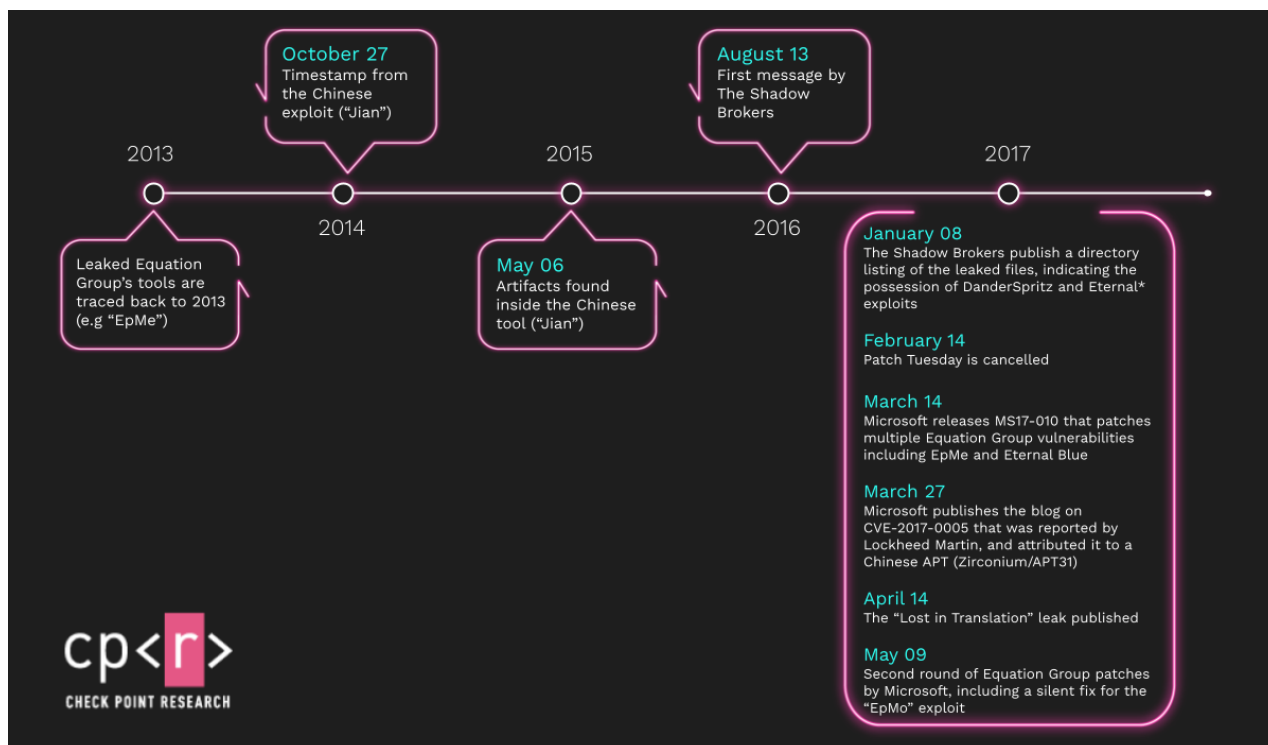 October 27
Timestamp from
the Chinese
exploit (“Jian”)
August 13
First message by
The Shadow
Brokers
2013
2015
2017
2014
2016
Leaked Equation
Group’s tools are
traced back to 2013
(e.g “EpMe”)
May 06
Artifacts found
inside the Chinese
tool (“Jian”)
January 08
The Shadow Brokers publish a directory
listing of the leaked files, indicating the
possession of DanderSpritz and Eternal*
exploits
February 14
Patch Tuesday is cancelled
March 14
Microsoft releases MS17-010 that patches
multiple Equation Group vulnerabilities
including EpMe and Eternal Blue
March 27
Microsoft publishes the blog on
CVE-2017-0005 that was reported by
Lockheed Martin, and attributed it to a
Chinese APT (Zirconium/APT31)
April 14
The “Lost in Translation” leak published
May 09
Second round of Equation Group patches
by Microsoft, including a silent fix for the
“EpMo” exploit
cp<r>
CHECK POINT RESEARCH